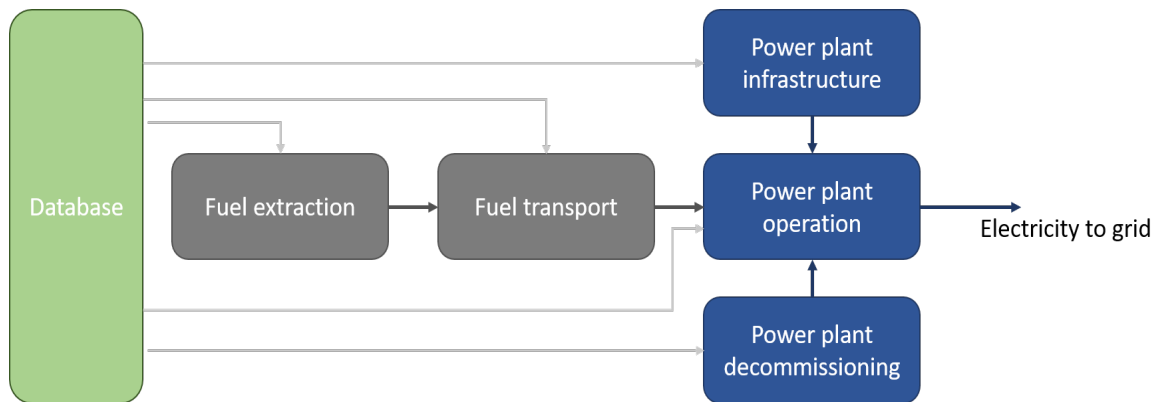 Power plant
infrastructure
Database
Fuel extraction
Fuel transport
Power plant
operation
Electricity to grid
Power plant
decommissioning